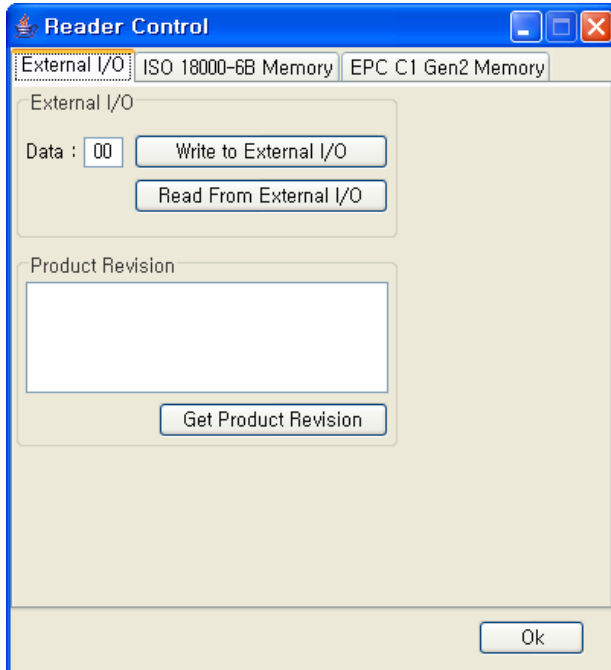 Reader Control
External I/O ISO 18000-6B Memory EPC C1 Gen2 Memory
External I/O
Data : 00 Write to External I/O
Read From External I/O
Product Revision
Get Product Revision
Ok